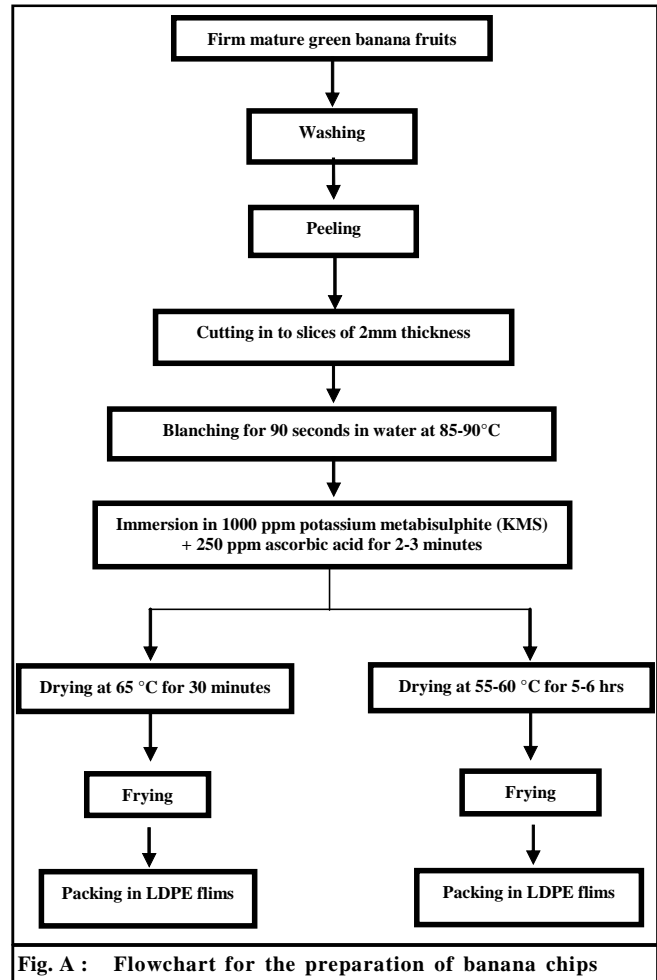 Firm mature green banana fruits
Washing
Peeling
Cutting in to slices of 2mm thickness
Blanching for 90 seconds in water at 85-90°C
Immersion in 1000 ppm potassium metabisulphite (KMS)
+ 250 ppm ascorbic acid for 2-3 minutes
Drying at 65 °C for 30 minutes
Drying at 55-60 °C for 5-6 hrs
Frying
Frying
Packing in LDPE flims
Packing in LDPE flims
Fig. A : Flowchart for the preparation of banana chips